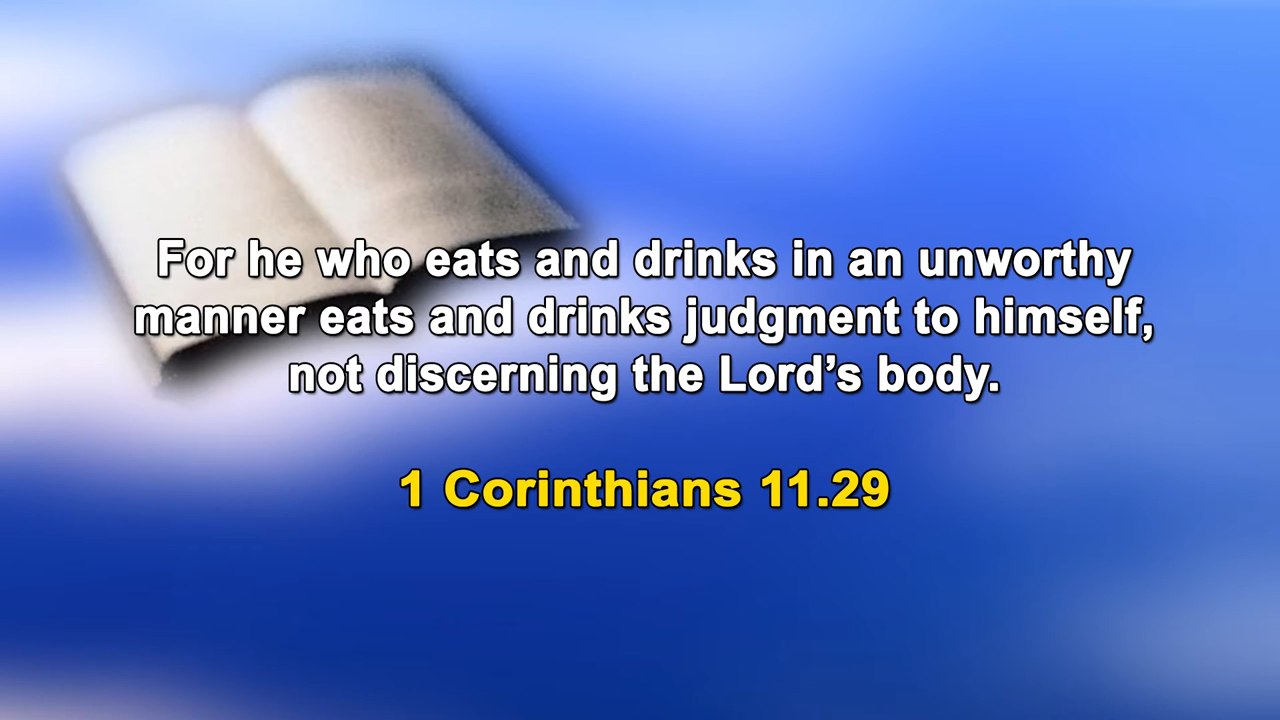 For he who eats and drinks in an unworthy
manner eats and drinks judgment to himself,
not discerning the Lord’s body.
1 Corinthians 11.29